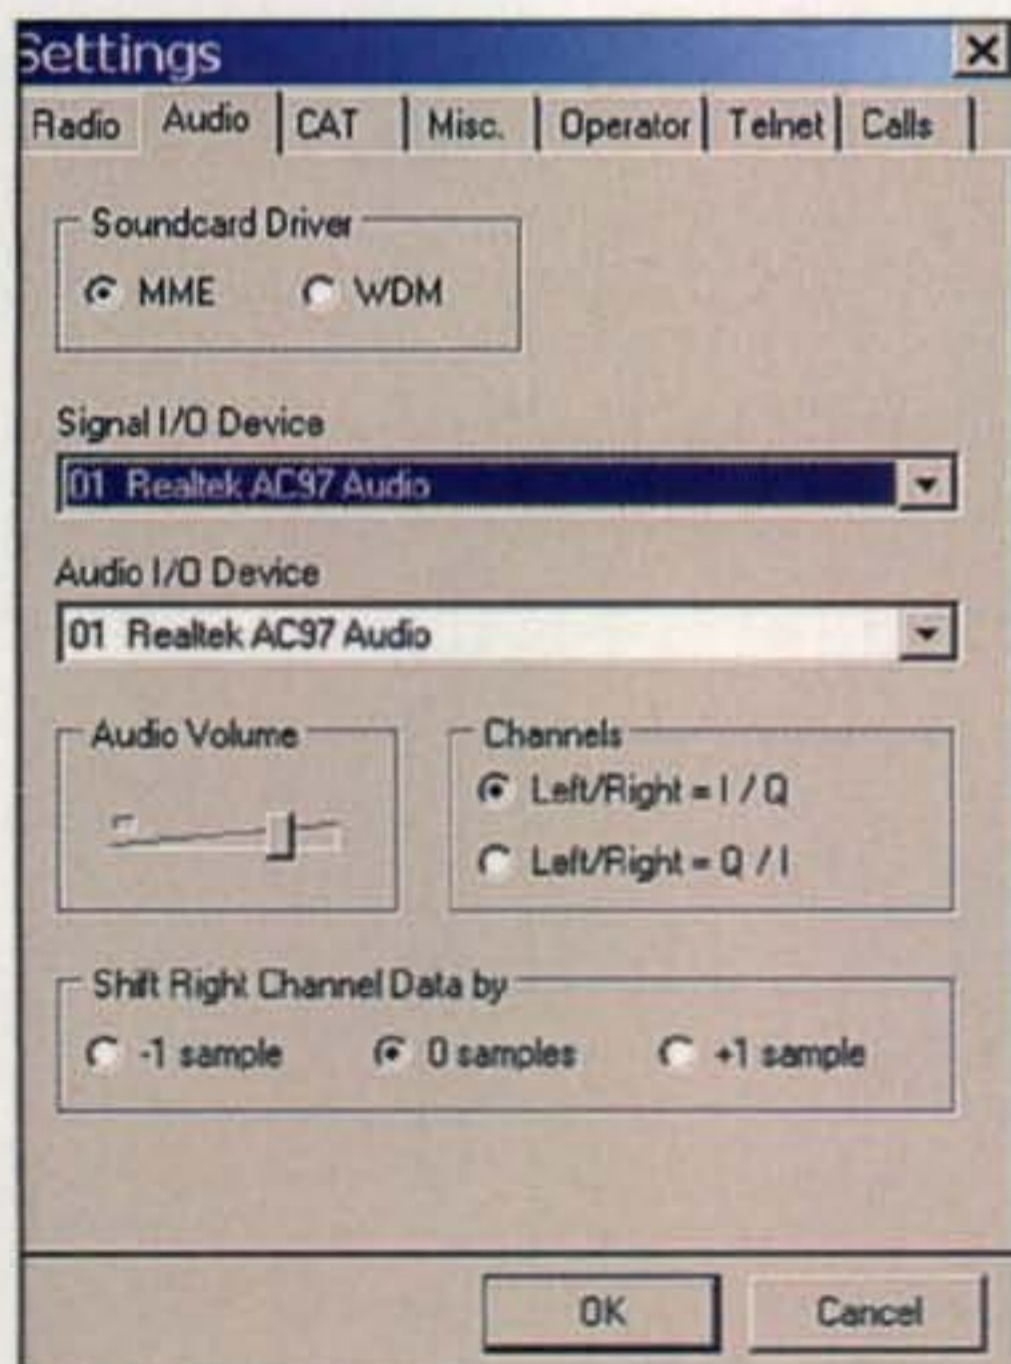 Settings
Radio Audio CAT Misc. Operator Telnet Calls
Soundcard Driver
MME WDM
Signal I/O Device
01 Realtek AC97 Audio
Audio I/O Device
01 Realtek AC97 Audio
Audio Volume Channels
Left/Right = I / Q
Left/Right = Q / I
Shift Right Channel Data by
-1 sample 0 samples +1 sample
OK Cancel